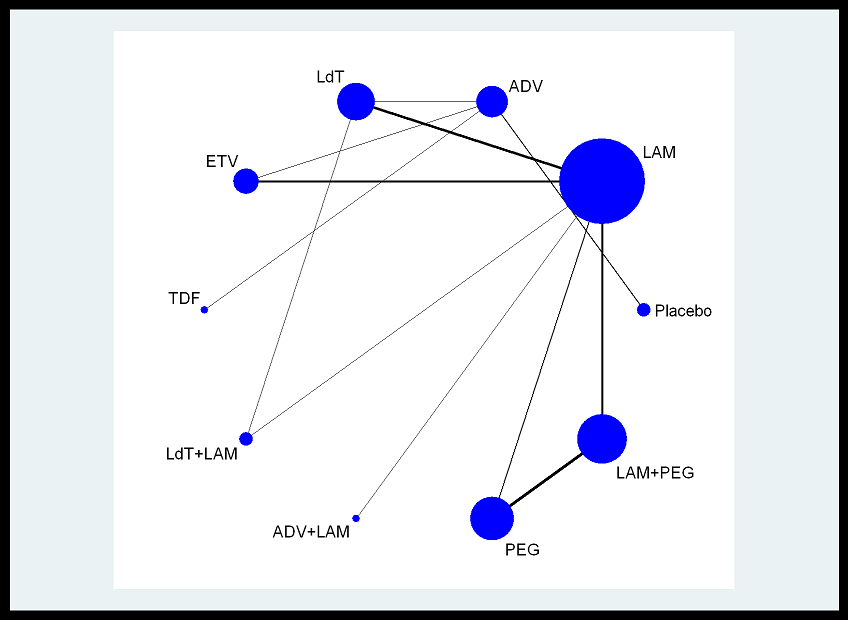 LdT
ADV
LAM
ETV
TDF
Placebo
LdT+LAM
LAM+PEG
ADV+LAM
PEG